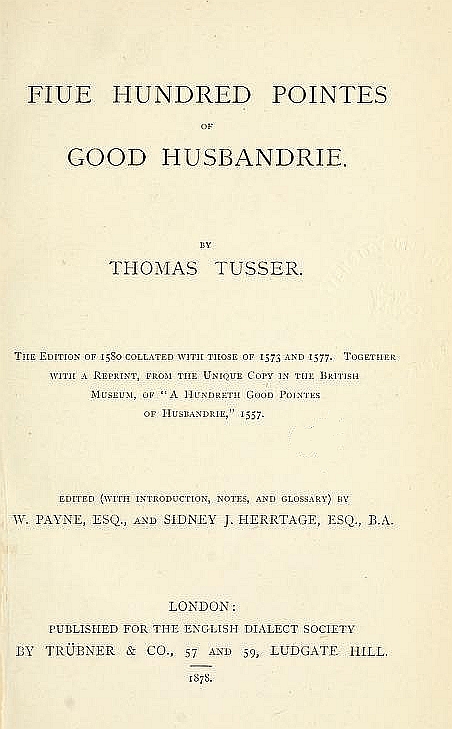 FIUE HUNDRED POINTES
OF
GOOD HUSBANDRIE.
BY
THOMAS TUSSER.
THE EDITION OF 1580 COLLATED WITH THOSE OF 1573 AND 1577. TOGETHER
WITH A REPRINT, FROM THE UNIQUE COPY IN THE BRITISH
MUSEUM, OF "A HUNDRETH GOOD POINTES
OF HUSBANDRIE," 1557.
EDITED (WITH INTRODUCTION, NOTES, AND GLOSSARY) BY
W. PAYNE, ESQ., AND SIDNEY J. HERRTAGE, ESQ., B.A.
LONDON:
PUBLISHED FOR THE ENGLISH DIALECT SOCIETY
BY TRÜBNER & CO., 57 AND 59, LUDGATE HILL.
1878.